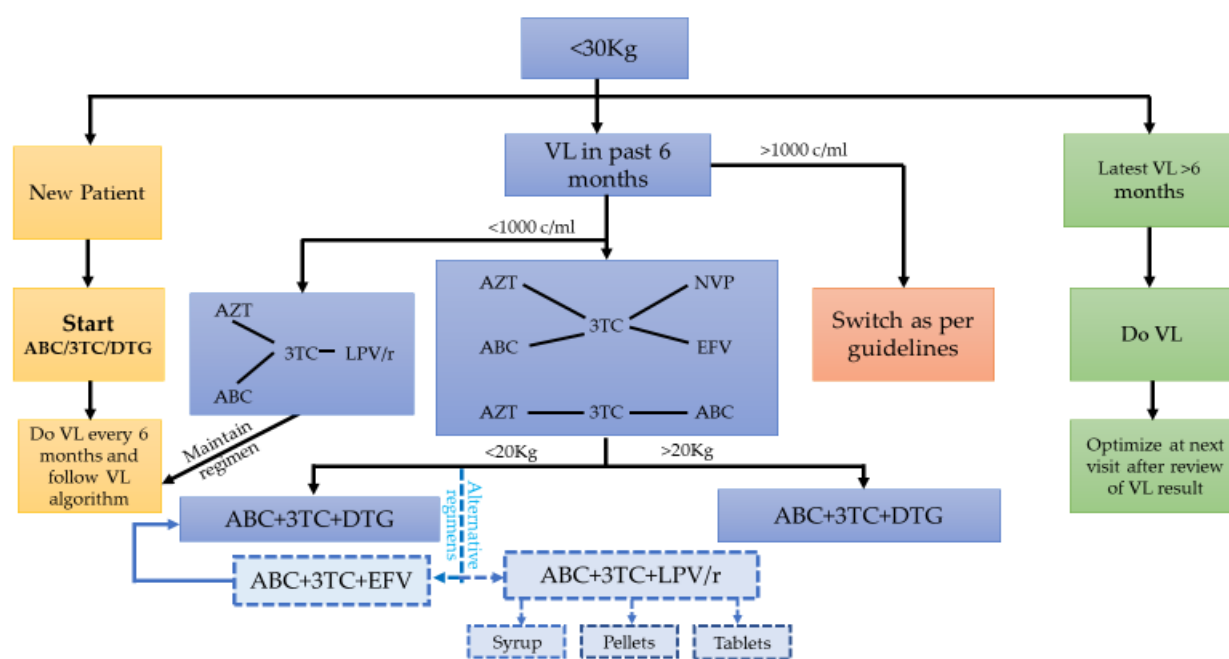 <30Kg
New Patient
VL in past 6
months
>1000 c/ml
Latest VL >6
months
<1000 c/ml
Start
ABC/3TC/DTG
AZT
3TC
LPV/r
ABC
AZT
NVP
3TC
ABC
EFV
AZT
3TC
ABC
Switch as per
guidelines
Do VL
Do VL every 6
months and
follow VL
algorithm
Maintain
regimen
<20Kg
>20Kg
Optimize at next
visit after review
of VL result
ABC+3TC+DTG
Alternative
regimens
ABC+3TC+DTG
ABC+3TC+EFV
ABC+3TC+LPV/r
Syrup
Pellets
Tablets